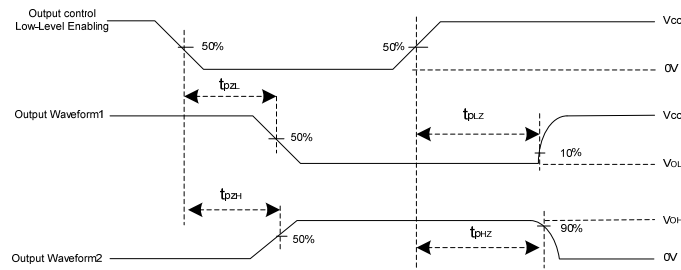 Output control
Low-Level Enabling
50%
50%
Vcc
0V
tPZL
tPLZ
Output Waveform1
50%
10%
Vcc
VOL
tPZH
tPHZ
50%
90%
VOH
Output Waveform2
0V